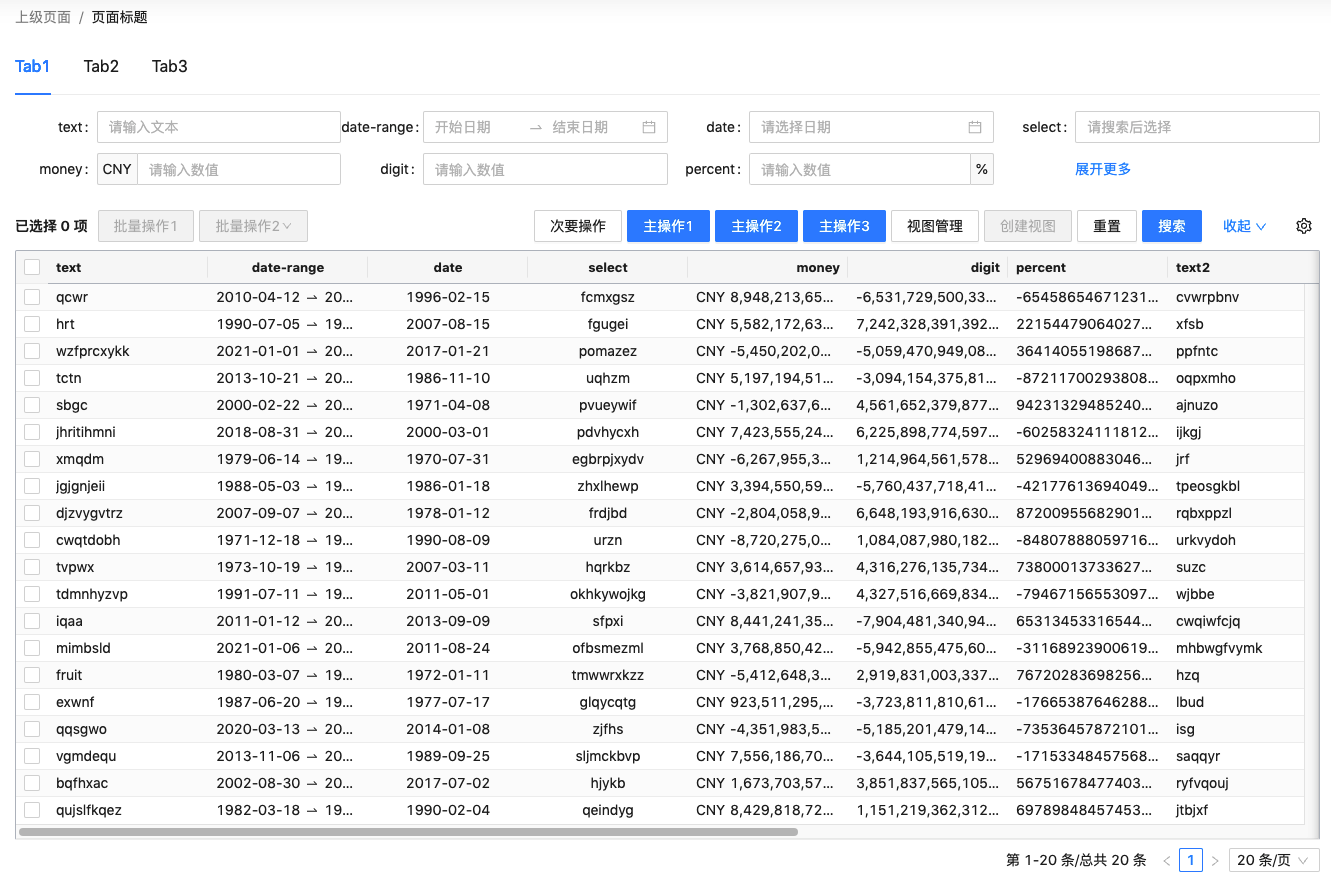 上级页面 / 页面标题
Tab1 Tab2 Tab3
text: 请输入文本 date-range: 开始日期 → 结束日期 date: 请选择日期 select: 请搜索后选择
money: CNY 请输入数值 digit: 请输入数值 percent: 请输入数值 % 展开更多
已选择 0 项 批量操作1 批量操作2 次要操作 主操作1 主操作2 主操作3 视图管理 创建视图 重置 搜索 收起
text date-range date select money digit percent text2
qcwr 2010-04-12 ⇀ 20... 1996-02-15 fcmxgsz CNY 8,948,213,65... -6,531,729,500,33... -65458654671231... cvwrpbnv
hrt 1990-07-05 ⇀ 19... 2007-08-15 fgugei CNY 5,582,172,63... 7,242,328,391,392... 22154479064027... xfsb
wzfprcxykk 2021-01-01 ⇀ 20... 2017-01-21 pomazez CNY -5,450,202,0... -5,059,470,949,08... 36414055198687... ppfntc
tctn 2013-10-21 ⇀ 20... 1986-11-10 uqhzm CNY 5,197,194,51... -3,094,154,375,81... -87211700293808... oqpxmho
sbgc 2000-02-22 ⇀ 20... 1971-04-08 pvueywif CNY -1,302,637,6... 4,561,652,379,877... 94231329485240... ajnuzo
jhritihmni 2018-08-31 ⇀ 20... 2000-03-01 pdvhycxh CNY 7,423,555,24... 6,225,898,774,597... -60258324111812... ijkgj
xmqdm 1979-06-14 ⇀ 19... 1970-07-31 egbrpjxydv CNY -6,267,955,3... 1,214,964,561,578... 52969400883046... jrf
jgjgnjeii 1988-05-03 ⇀ 19... 1986-01-18 zhxlhewp CNY 3,394,550,59... -5,760,437,718,41... -42177613694049... tpeosgkbl
djzvygvtrz 2007-09-07 ⇀ 20... 1978-01-12 frdjbd CNY -2,804,058,9... 6,648,193,916,630... 87200955682901... rqbxppzl
cwqtdobh 1971-12-18 ⇀ 19... 1990-08-09 urzn CNY -8,720,275,0... 1,084,087,980,182... -84807888059716... urkvydoh
tvpwx 1973-10-19 ⇀ 19... 2007-03-11 hqrkbz CNY 3,614,657,93... 4,316,276,135,734... 73800013733627... suzc
tdmnhyzvp 1991-07-11 ⇀ 19... 2011-05-01 okhkywojkg CNY -3,821,907,9... 4,327,516,669,834... -79467156553097... wjbbe
iqaa 2011-01-12 ⇀ 20... 2013-09-09 sfpxi CNY 8,441,241,35... -7,904,481,340,94... 65313453316544... cwqiwfcjq
mimbsld 2021-01-06 ⇀ 20... 2011-08-24 ofbsmezml CNY 3,768,850,42... -5,942,855,475,60... -31168923900619... mhbwgfvymk
fruit 1980-03-07 ⇀ 19... 1972-01-11 tmwwrxkzz CNY -5,412,648,3... 2,919,831,003,337... 76720283698256... hzq
exwnf 1987-06-20 ⇀ 19... 1977-07-17 glqycqtg CNY 923,511,295,... -3,723,811,810,61... -17665387646288... lbud
qqsgwo 2020-03-13 ⇀ 20... 2014-01-08 zjfhs CNY -4,351,983,5... -5,185,201,479,14... -73536457872101... isg
vgmdequ 2013-11-06 ⇀ 20... 1989-09-25 sljmckbvp CNY 7,556,186,70... -3,644,105,519,19... -17153348457568... saqqyr
bqfhxac 2002-08-30 ⇀ 20... 2017-07-02 hjykb CNY 1,673,703,57... 3,851,837,565,105... 56751678477403... ryfvqouj
qujslfkqez 1982-03-18 ⇀ 19... 1990-02-04 qeindyg CNY 8,429,818,72... 1,151,219,362,312... 69789848457453... jtbjxf
第 1-20 条/总共 20 条 < 1 > 20 条/页